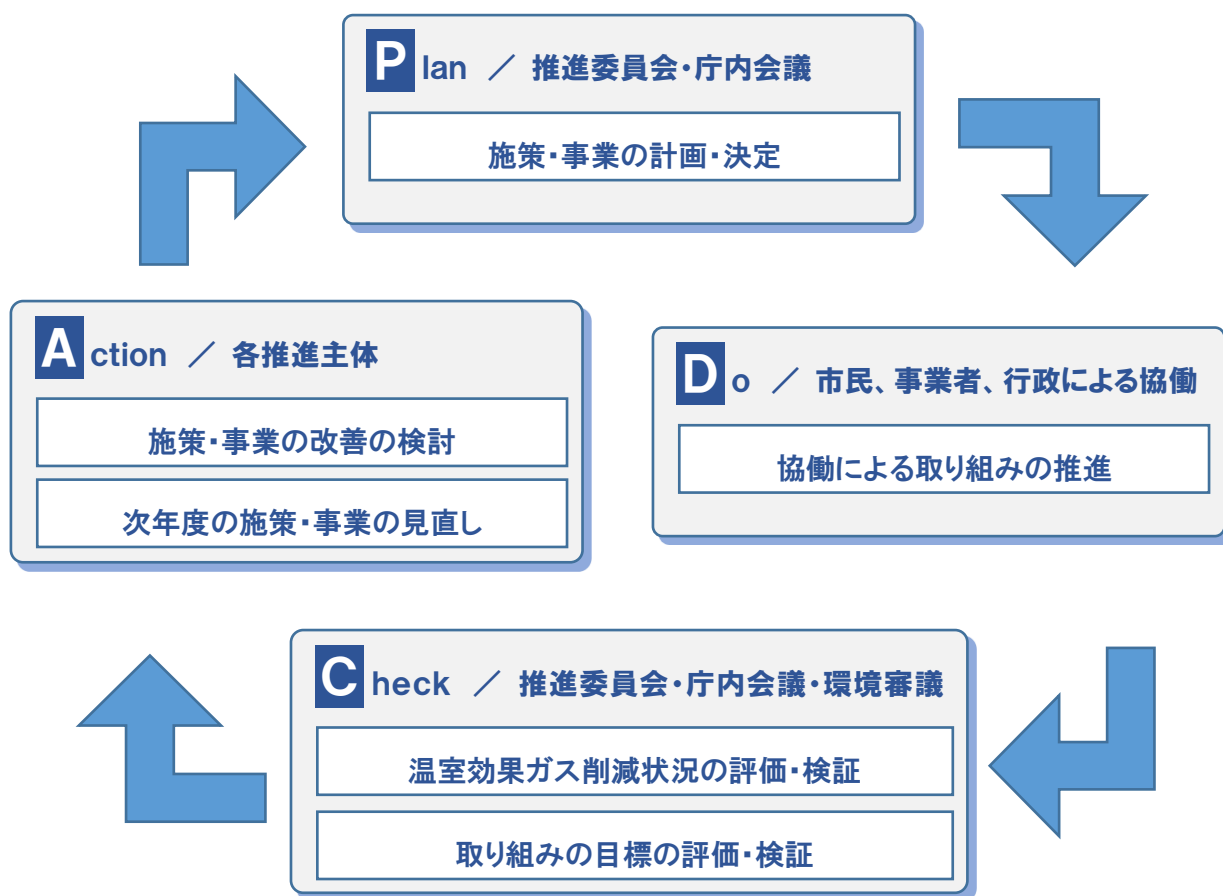 Plan ／ 推進委員会・庁内会議
施策・事業の計画・決定
Do ／ 市民、事業者、行政による協働
協働による取り組みの推進
Check ／ 推進委員会・庁内会議・環境審議
温室効果ガス削減状況の評価・検証
取り組みの目標の評価・検証
Action ／ 各推進主体
施策・事業の改善の検討
次年度の施策・事業の見直し